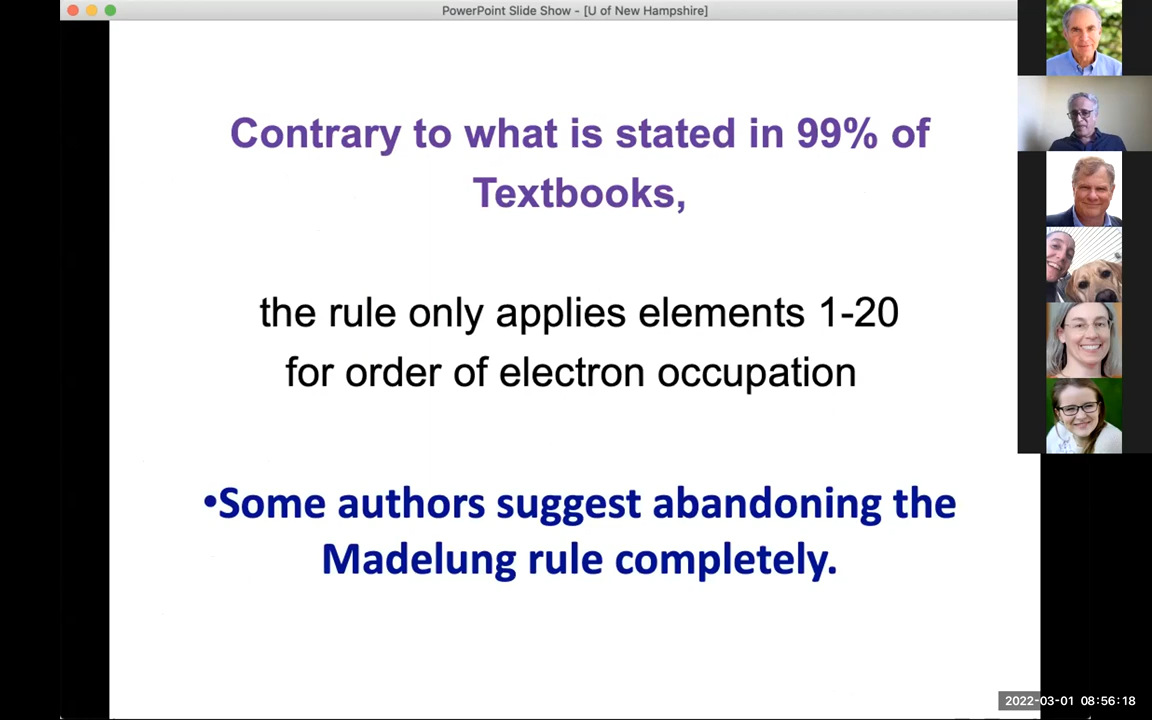 PowerPoint Slide Show - [U of New Hampshire]
Contrary to what is stated in 99% of
Textbooks,
the rule only applies elements 1-20
for order of electron occupation
•Some authors suggest abandoning the
Madelung rule completely.
2022-03-01 08:56:18